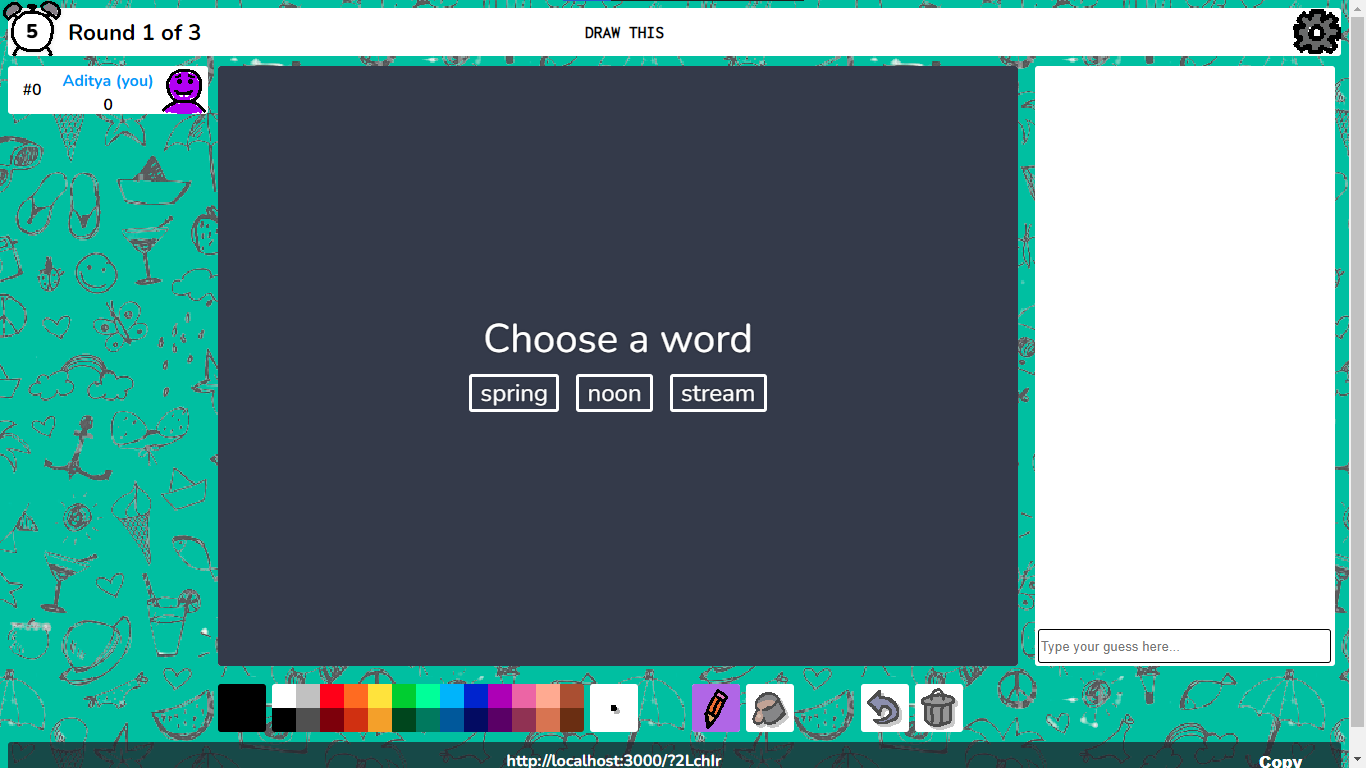 5
Round 1 of 3
DRAW THIS
#0
Aditya (you)
0
Choose a word
spring noon stream
Type your guess here...
http://localhost:3000/?2LchIr
Copy